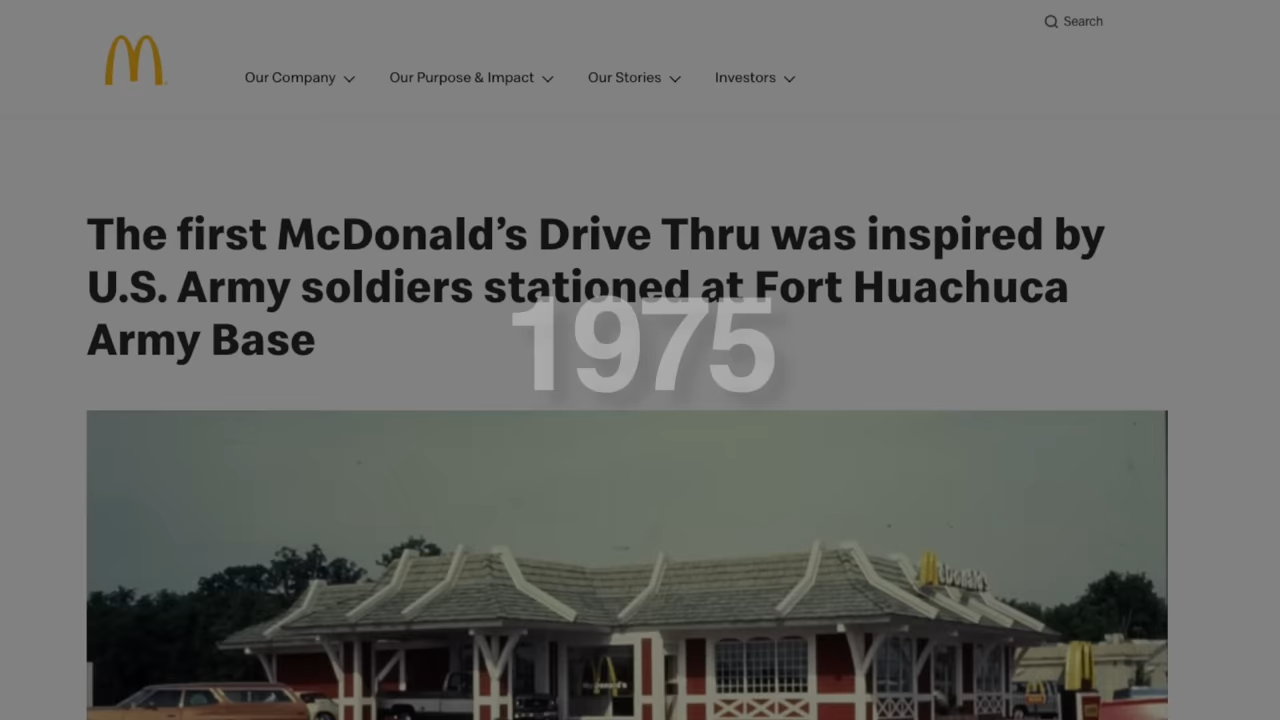 Search
Our Company
Our Purpose & Impact
Our Stories
Investors
The first McDonald's Drive Thru was inspired by
U.S. Army soldiers stationed at Fort Huachuca
Army Base
1975
McDonald's